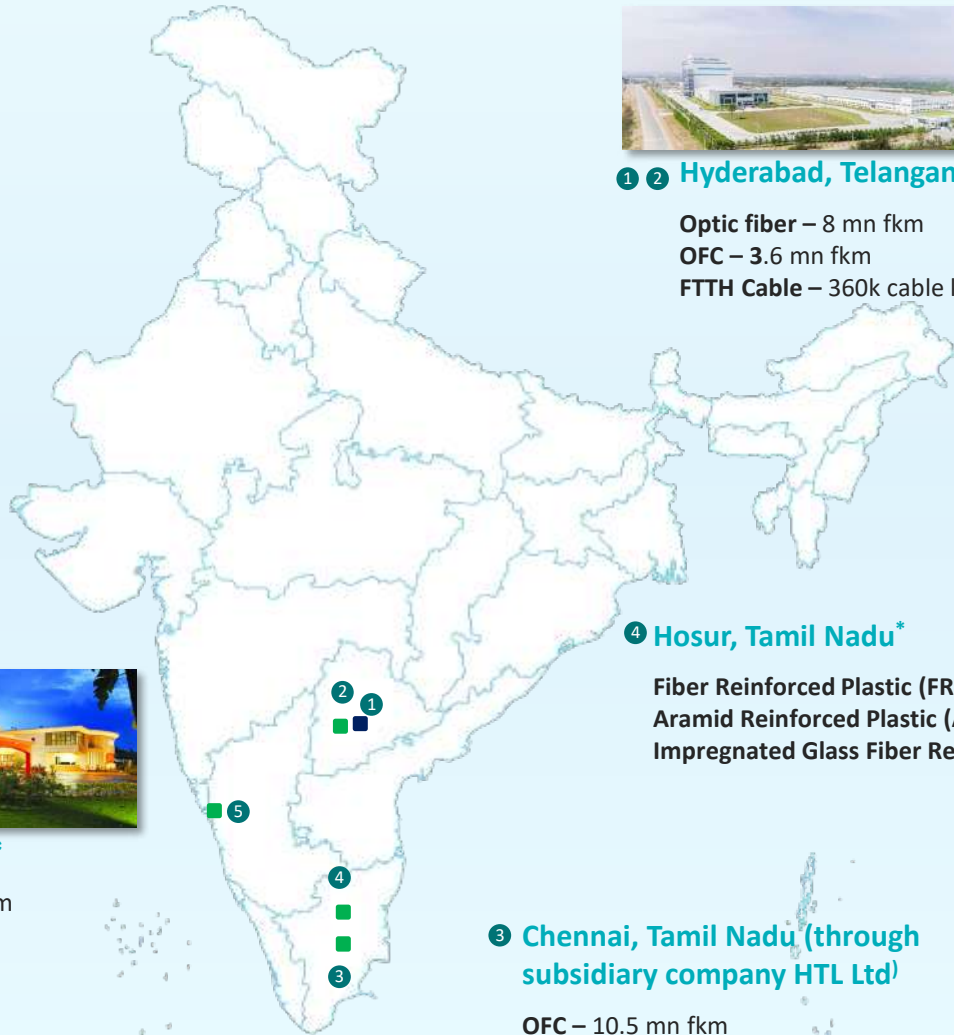 1 2 Hyderabad, Telangan
Optic fiber – 8 mn fkm
OFC – 3.6 mn fkm
FTTH Cable – 360k cable
4 Hosur, Tamil Nadu*
Fiber Reinforced Plastic (FR
Aramid Reinforced Plastic (
Impregnated Glass Fiber Re
2
1
5
m
4
3
3 Chennai, Tamil Nadu (through
subsidiary company HTL Ltd)
OFC – 10.5 mn fkm